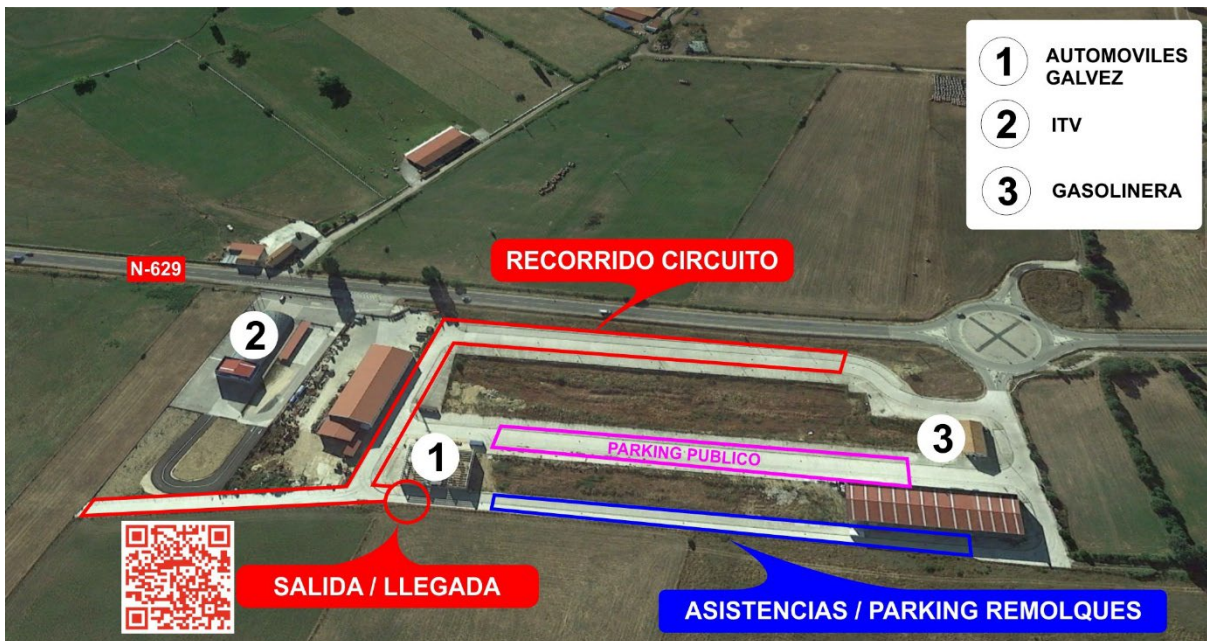 1 AUTOMOVILES
GALVEZ
2 ITV
3 GASOLINERA
RECORRIDO CIRCUITO
N-629
2
1
3
PARKING PUBLICO
SALIDA / LLEGADA
ASISTENCIAS / PARKING REMOLQUES